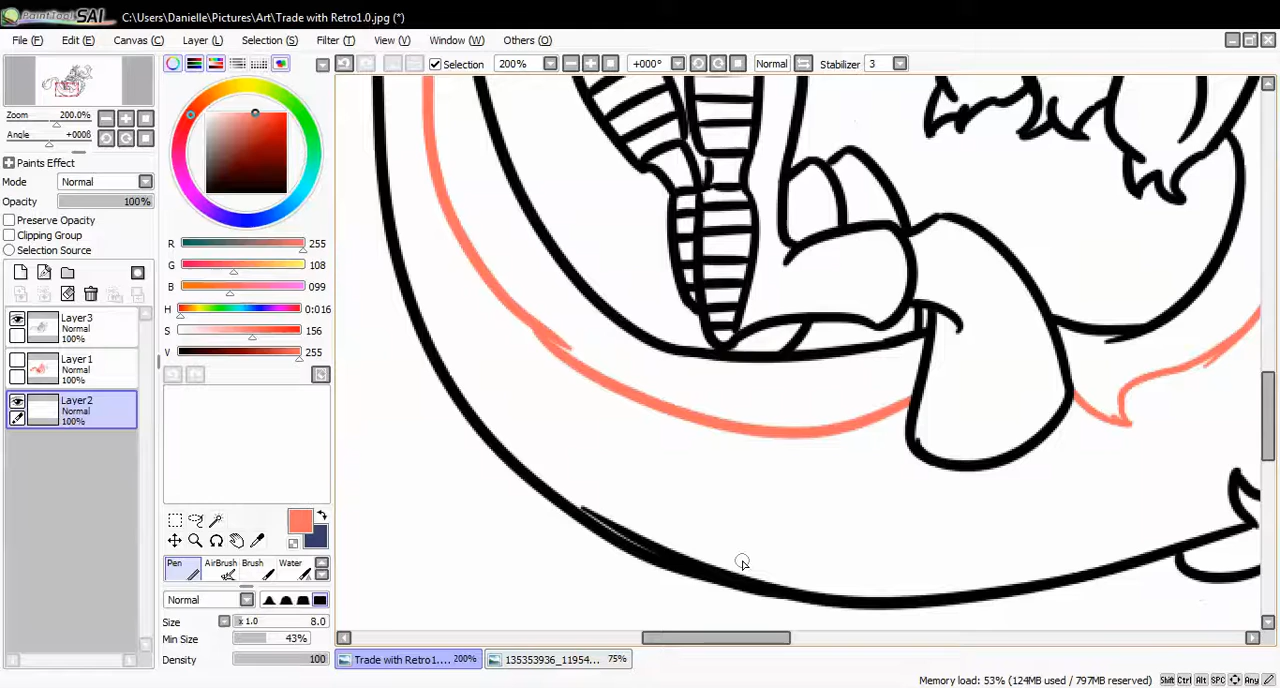 PaintTool SAI C:\Users\Danielle\Pictures\Art\Trade with Retro1.0.jpg (*)
File (F) Edit (E) Canvas (C) Layer (L) Selection (S) Filter (T) View (V) Window (W) Others (O)
Selection 200% +000° Normal Stabilizer 3
Zoom 200.0%
Angle +000θ
Paints Effect
Mode Normal
Opacity 100%
Preserve Opacity
Clipping Group
Selection Source
Layer3
Normal
100%
Layer1
Normal
100%
Layer2
Normal
100%
R 255
G 108
B 099
H 0:016
S 156
V 255
Pen AirBrush Brush Water
Normal
Size x 1.0 8.0
Min Size 43%
Density 100
Trade with Retro1.... 200% 135353936_11954... 75%
Memory load: 53% (124MB used / 797MB reserved) Shift Ctrl Alt SPC Any